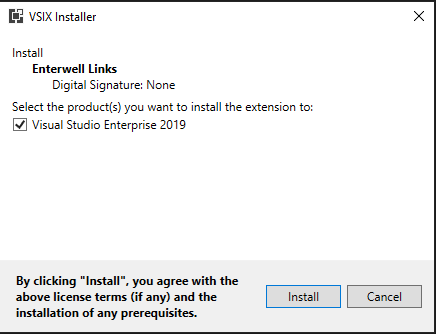 VSIX Installer
Install
Enterwell Links
Digital Signature: None
Select the product(s) you want to install the extension to:
Visual Studio Enterprise 2019
By clicking "Install", you agree with the
above license terms (if any) and the
installation of any prerequisites.
Install
Cancel